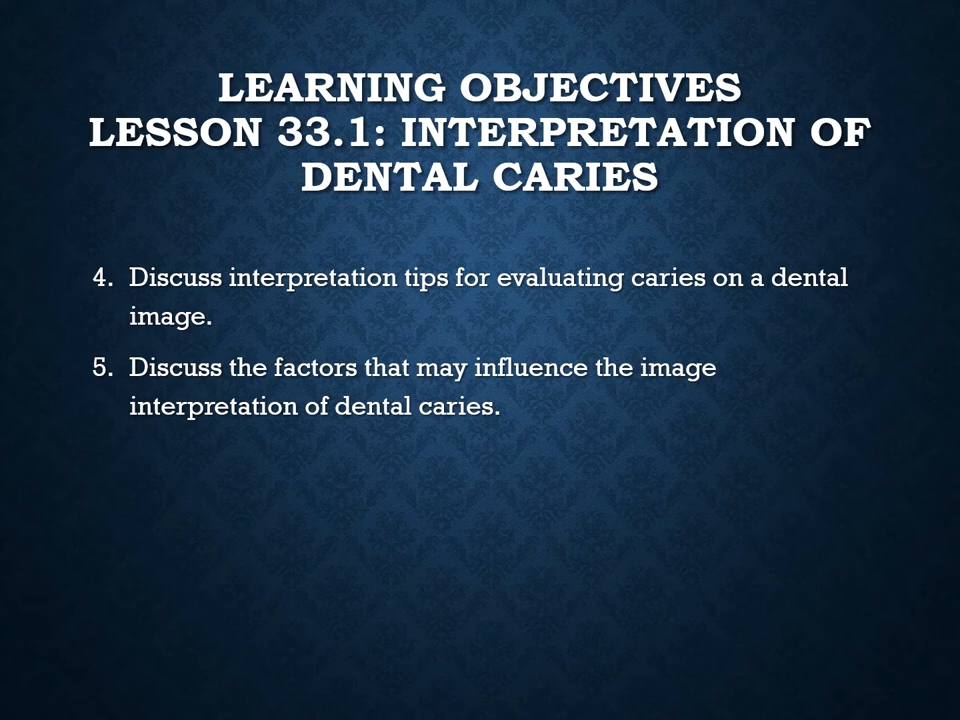 LEARNING OBJECTIVES
LESSON 33.1: INTERPRETATION OF
DENTAL CARIES
4. Discuss interpretation tips for evaluating caries on a dental
image.
5. Discuss the factors that may influence the image
interpretation of dental caries.